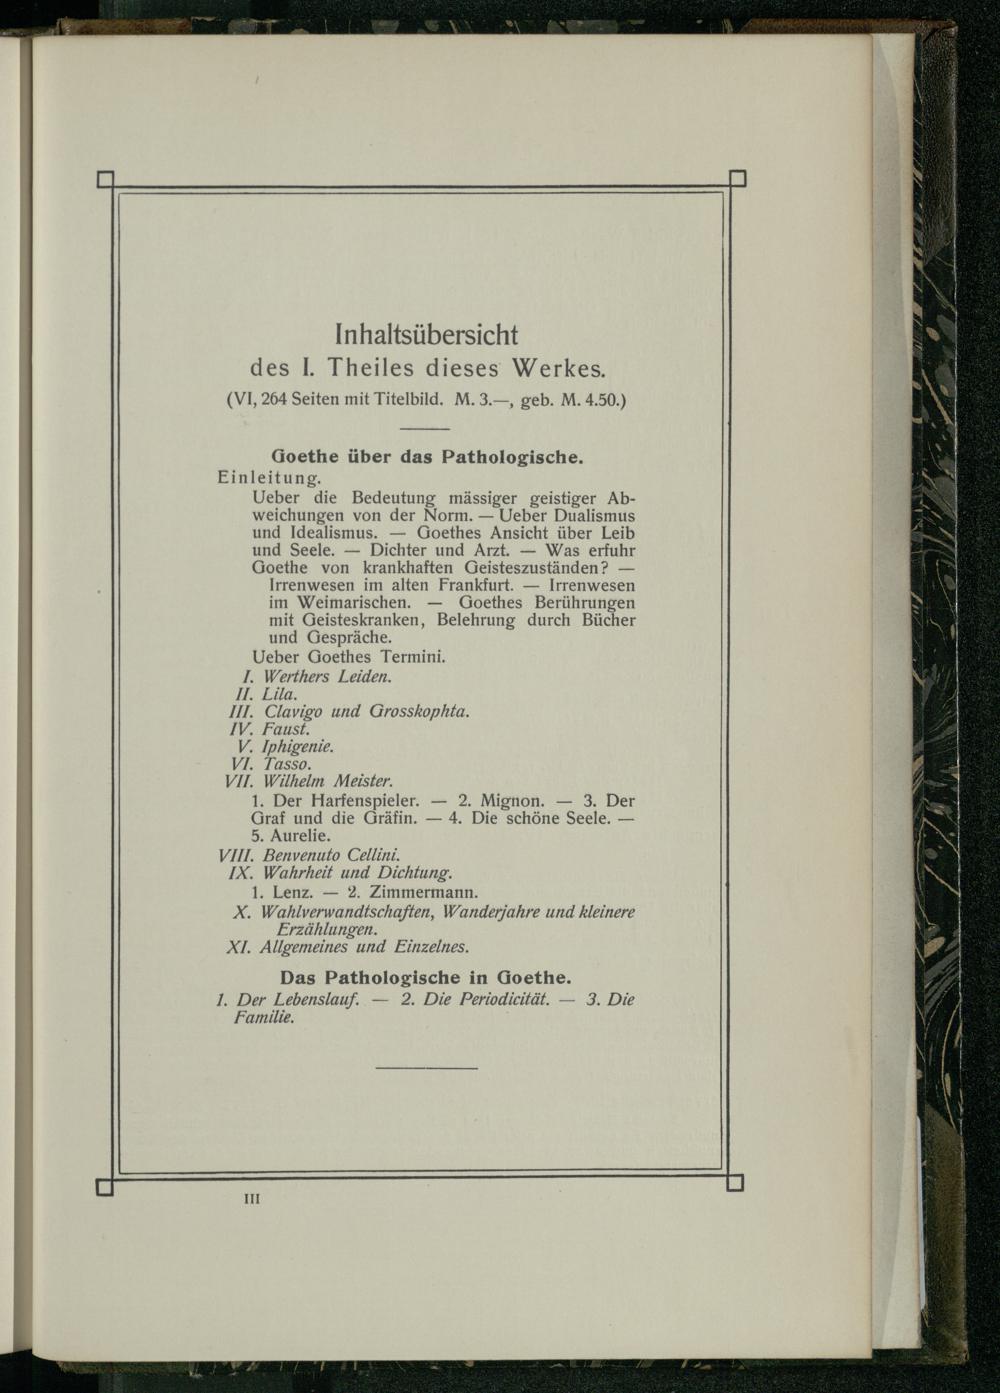 Inhaltsübersicht
des I. Theiles dieses Werkes.
(VI, 264 Seiten mit Titelbild. M. 3.—, geb. M. 4.50.)
Goethe über das Pathologische.
Einleitung.
Ueber die Bedeutung mässiger geistiger Ab-
weichungen von der Norm. — Ueber Dualismus
und Idealismus. — Goethes Ansicht über Leib
und Seele. — Dichter und Arzt. — Was erfuhr
Goethe von krankhaften Geisteszuständen? —
Irrenwesen im alten Frankfurt. — Irrenwesen
im Weimarischen. — Goethes Berührungen
mit Geisteskranken, Belehrung durch Bücher
und Gespräche.
Ueber Goethes Termini.
I. Werthers Leiden.
II. Lila.
III. Clavigo und Grosskophta.
IV. Faust.
V. Iphigenie.
VI. Tasso.
VII. Wilhelm Meister.
1. Der Harfenspieler. — 2. Mignon. — 3. Der
Graf und die Gräfin. — 4. Die schöne Seele. —
5. Aurelie.
VIII. Benvenuto Cellini.
IX. Wahrheit und Dichtung.
1. Lenz. — 2. Zimmermann.
X. Wahlverwandtschaften, Wanderjahre und kleinere
Erzählungen.
XI. Allgemeines und Einzelnes.
Das Pathologische in Goethe.
1. Der Lebenslauf. — 2. Die Periodicität. — 3. Die
Familie.
III